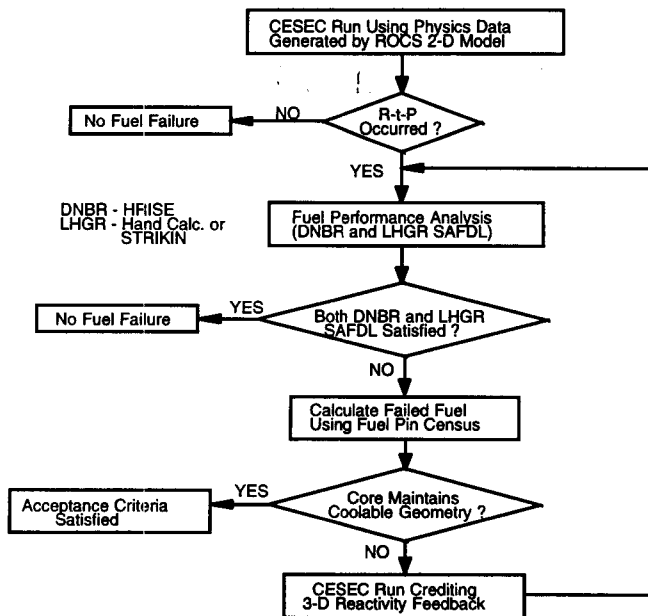 CESEC Run Using Physics Data
Generated by ROCS 2-D Model
R-t-P
Occurred ?
NO
No Fuel Failure
YES
DNBR - HRISE
LHGR - Hand Calc. or
STRIKIN
Fuel Performance Analysis
(DNBR and LHGR SAFDL)
Both DNBR and LHGR
SAFDL Satisfied ?
YES
No Fuel Failure
NO
Calculate Failed Fuel
Using Fuel Pin Census
Core Maintains
Coolable Geometry ?
YES
Acceptance Criteria
Satisfied
NO
CESEC Run Crediting
3-D Reactivity Feedback